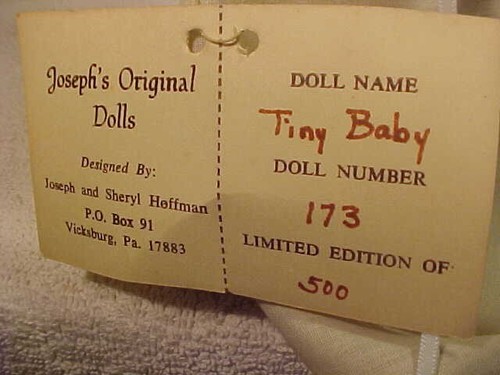 Joseph's Original
Dolls
Designed By:
Joseph and Sheryl Hoffman
P.O. Box 91
Vicksburg, Pa. 17883
DOLL NAME
Tiny Baby
DOLL NUMBER
173
LIMITED EDITION OF
500